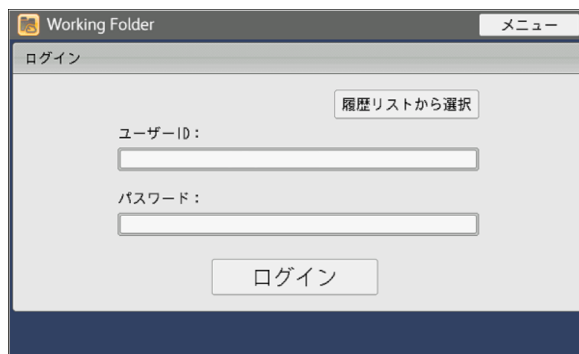 Working Folder メニュー
ログイン
履歴リストから選択
ユーザーID：
パスワード：
ログイン